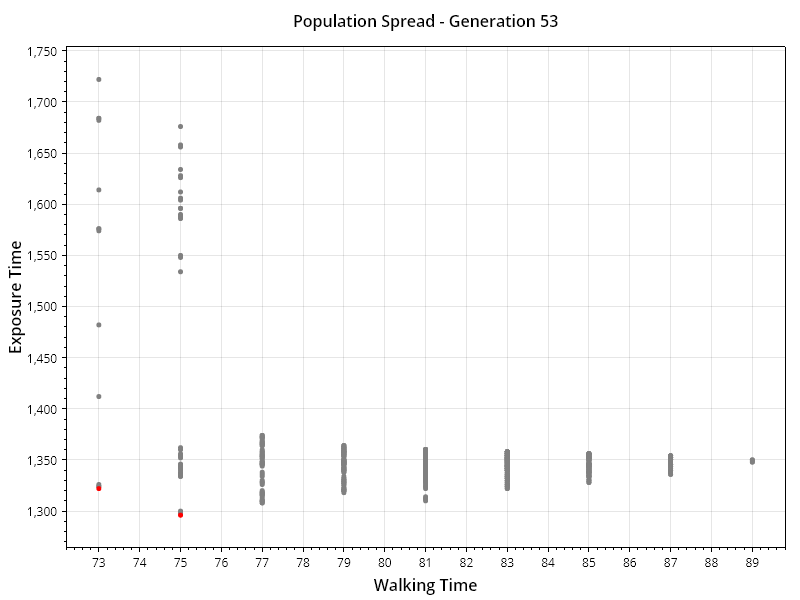 Population Spread - Generation 53
1,750
1,700
1,650
1,600
1,550
1,500
1,450
1,400
1,350
1,300
Exposure Time
73 74 75 76 77 78 79 80 81 82 83 84 85 86 87 88 89
Walking Time